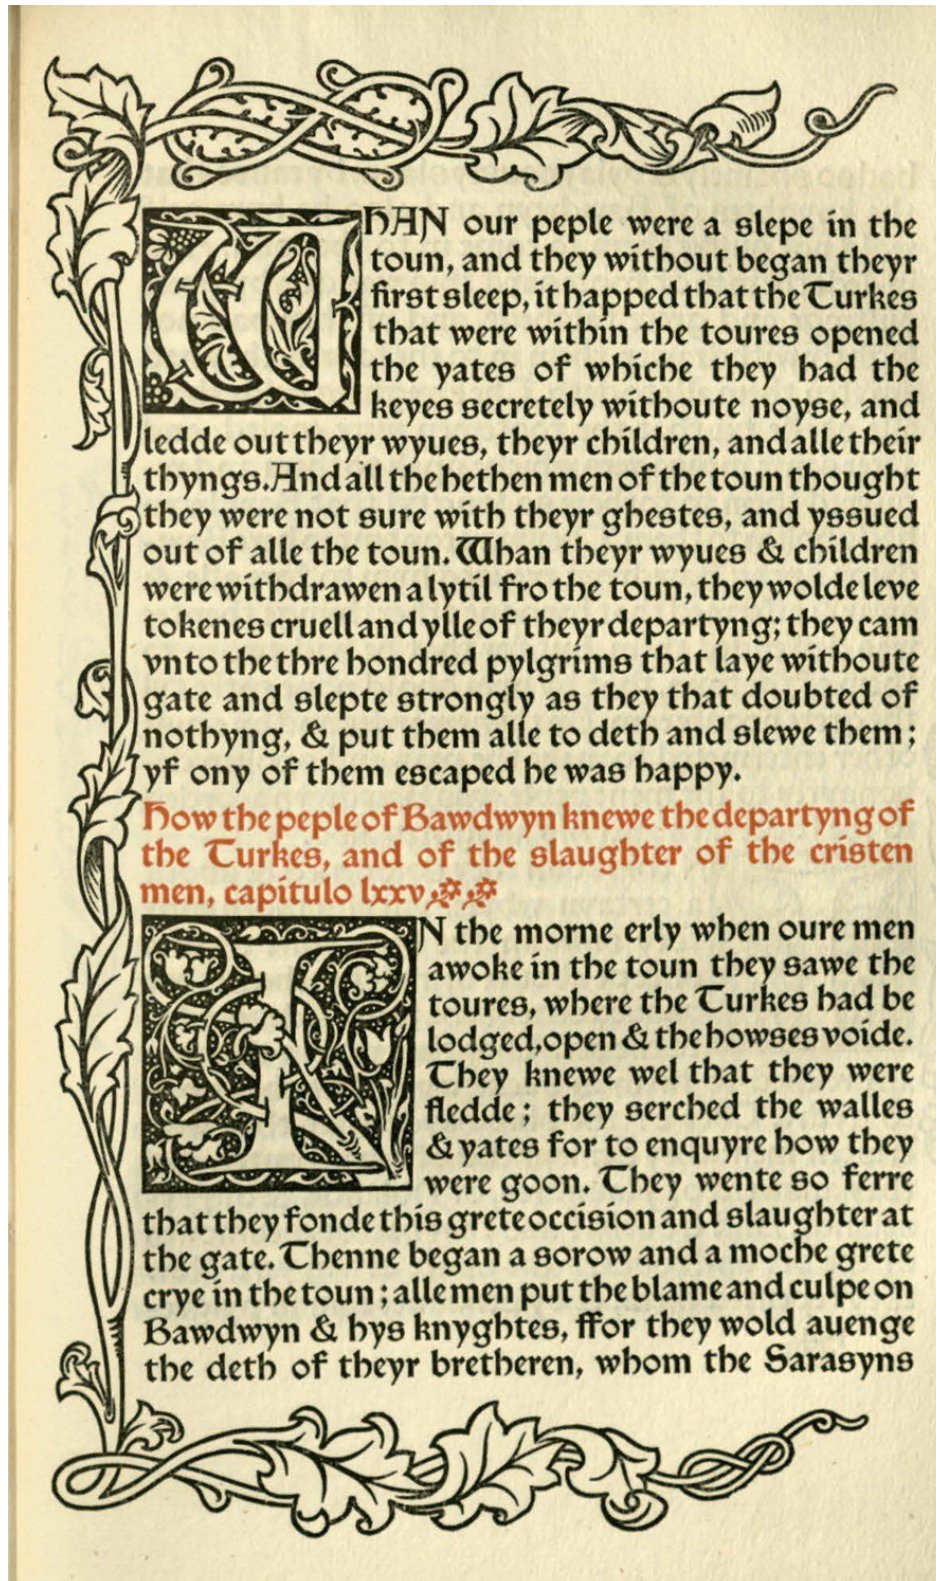 WHAN our peple were a slepe in the
toun, and they without began theyr
first sleep, it happed that the Turkes
that were within the toures opened
the yates of whiche they had the
keyes secretely withoute noyse, and
ledde out theyr wyues, theyr children, and alle their
thyngs. And all the hethen men of the toun thought
they were not sure with theyr ghestes, and yssued
out of alle the toun. Whan theyr wyues & children
were withdrawen a lytil fro the toun, they wolde leve
tokenes cruell and ylle of theyr departyng; they cam
vnto the thre hondred pylgrims that laye withoute
gate and slepte strongly as they that doubted of
nothyng, & put them alle to deth and slewe them;
yf ony of them escaped he was happy.
How the peple of Bawdwyn knewe the departyng of
the Turkes, and of the slaughter of the cristen
men, capitulo lxxv
IN the morne erly when oure men
awoke in the toun they sawe the
toures, where the Turkes had be
lodged, open & the howses voide.
They knewe wel that they were
fledde; they serched the walles
& yates for to enquyre how they
were goon. They wente so ferre
that they fonde this grete occision and slaughter at
the gate. Thenne began a sorow and a moche grete
crye in the toun; alle men put the blame and culpe on
Bawdwyn & hys knyghtes, ffor they wold auenge
the deth of theyr bretheren, whom the Sarasyns